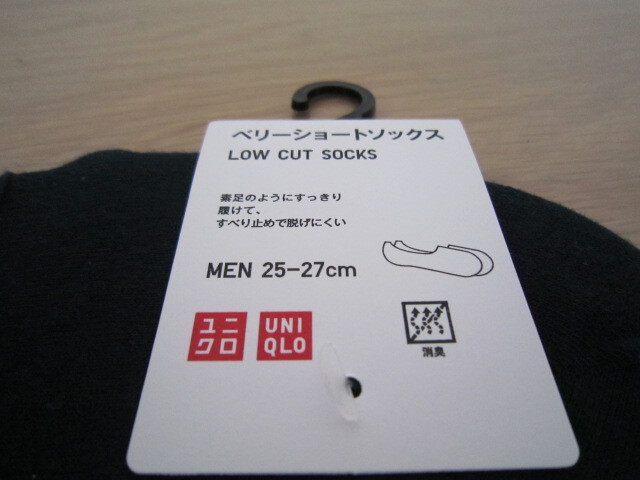 ベリーショートソックス
LOW CUT SOCKS
素足のようにすっきり
履けて、
すべり止めで脱げにくい
MEN 25-27cm
ユニ
クロ
UNI
QLO
消臭